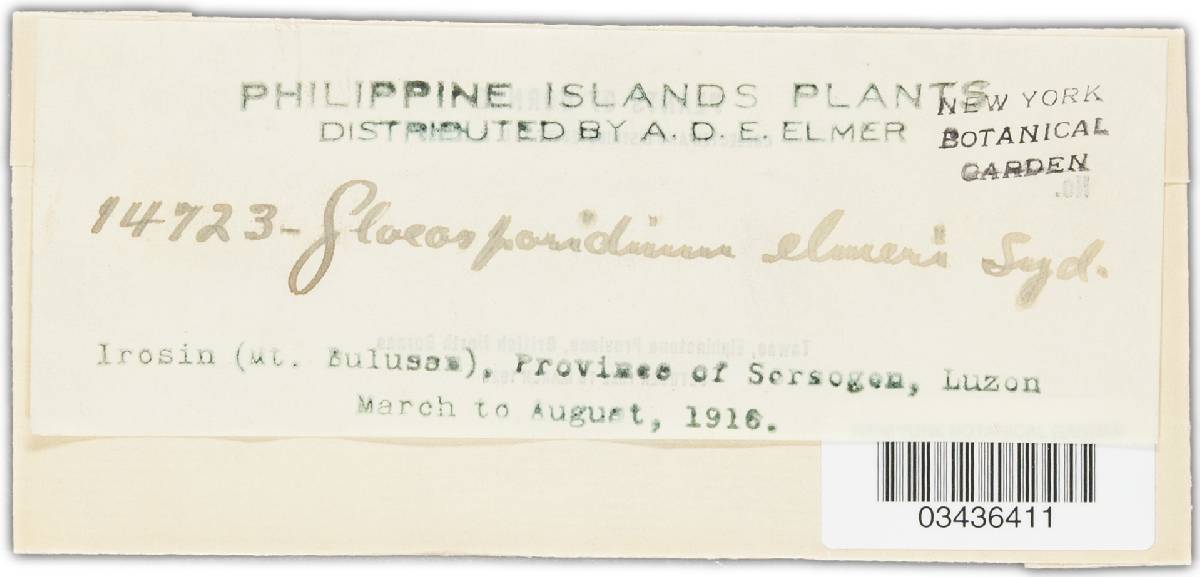 PHILIPPINE ISLANDS PLANTS
DISTRIBUTED BY A. D. E. ELMER
NEW YORK
BOTANICAL
GARDEN
14723- Gloeosporidium elmeri Syd.
Irosin (Mt. Bulusan), Province of Sorsogon, Luzon
March to August, 1916.
03436411